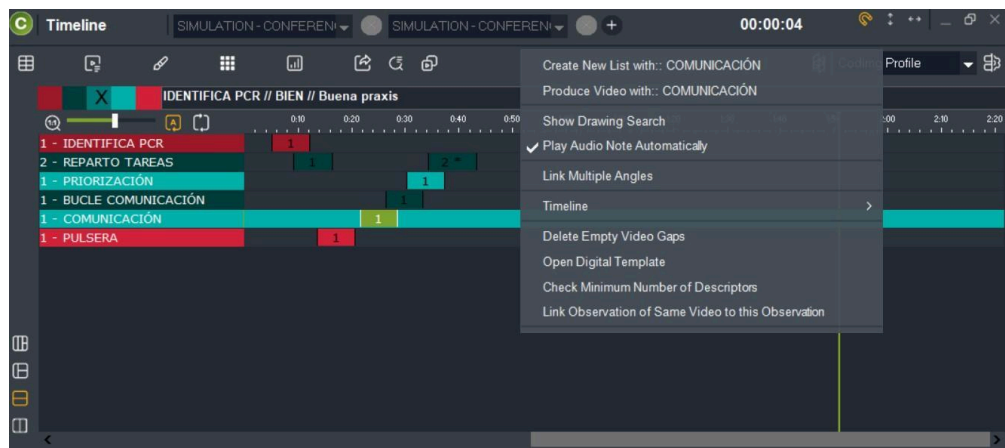 C Timeline SIMULATION-CONFEREN SIMULATION-CONFEREN + 00:00:04
Coding Profile
X IDENTIFICA PCR // BIEN // Buena praxis
1:1 A 0:10 0:20 0:30 0:40 0:50 2:00 2:10 2:20
1 - IDENTIFICA PCR 1
2 - REPARTO TAREAS 1 2 *
1 - PRIORIZACIÓN 1
1 - BUCLE COMUNICACIÓN 1
1 - COMUNICACIÓN 1
1 - PULSERA 1
Create New List with:: COMUNICACIÓN
Produce Video with:: COMUNICACIÓN
Show Drawing Search
Play Audio Note Automatically
Link Multiple Angles
Timeline
Delete Empty Video Gaps
Open Digital Template
Check Minimum Number of Descriptors
Link Observation of Same Video to this Observation